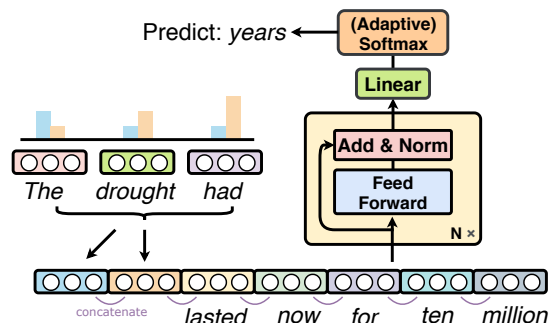 Predict: years
(Adaptive)
Softmax
Linear
Add & Norm
Feed
Forward
N ×
The drought had
concatenate
lasted now for ten million